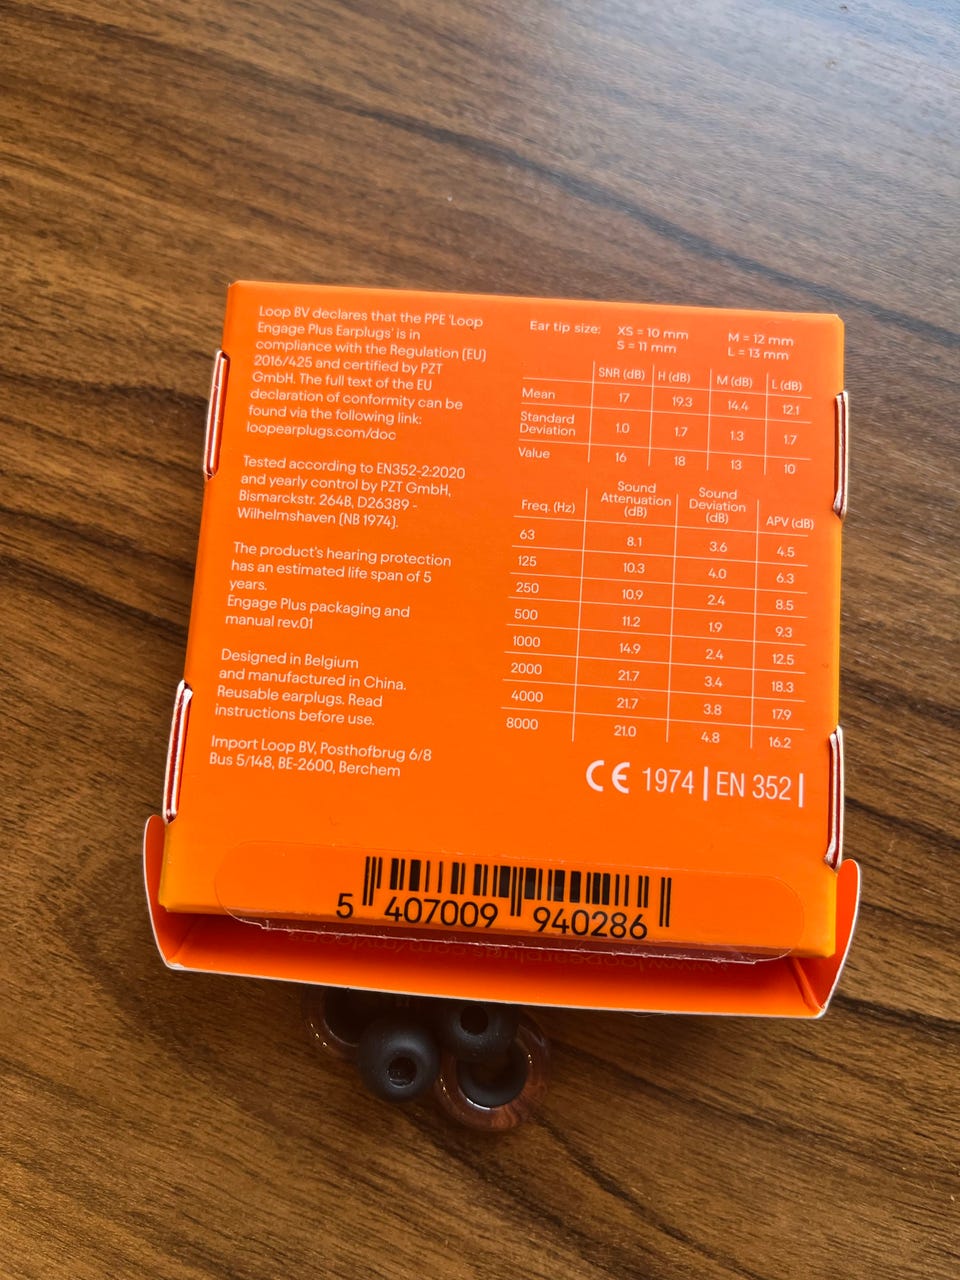 Loop BV declares that the PPE 'Loop
Engage Plus Earplugs' is in
compliance with the Regulation (EU)
2016/425 and certified by PZT
GmbH. The full text of the EU
declaration of conformity can be
found via the following link:
loopearplugs.com/doc
Tested according to EN352-2:2020
and yearly control by PZT GmbH,
Bismarckstr. 264B, D26389 -
Wilhelmshaven (NB 1974).
The product's hearing protection
has an estimated life span of 5
years.
Engage Plus packaging and
manual rev.01
Designed in Belgium
and manufactured in China.
Reusable earplugs. Read
instructions before use.
Import Loop BV, Posthofbrug 6/8
Bus 5/148, BE-2600, Berchem
Ear tip size: XS = 10 mm M = 12 mm
S = 11 mm L = 13 mm
SNR (dB) H (dB) M (dB) L (dB)
Mean 17 19.3 14.4 12.1
Standard
Deviation 1.0 1.7 1.3 1.7
Value 16 18 13 10
Freq. (Hz) Sound Attenuation (dB) Sound Deviation (dB) APV (dB)
63 8.1 3.6 4.5
125 10.3 4.0 6.3
250 10.9 2.4 8.5
500 11.2 1.9 9.3
1000 14.9 2.4 12.5
2000 21.7 3.4 18.3
4000 21.7 3.8 17.9
8000 21.0 4.8 16.2
CE 1974 | EN 352 |
5 407009 940286
www.loopearplugs.com/myloops